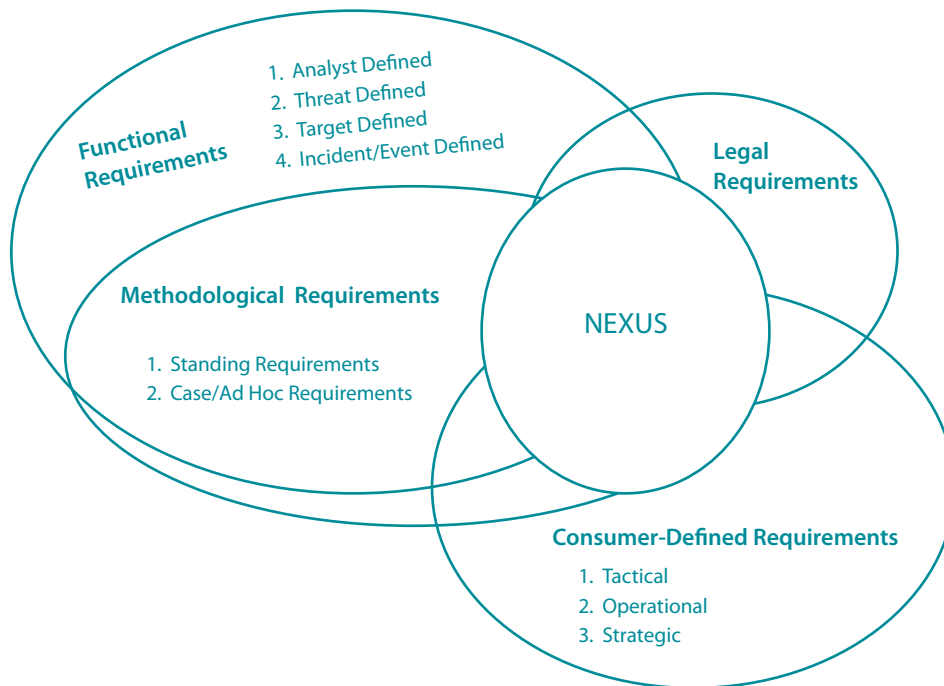 Functional
Requirements
1. Analyst Defined
2. Threat Defined
3. Target Defined
4. Incident/Event Defined
Legal
Requirements
Methodological Requirements
1. Standing Requirements
2. Case/Ad Hoc Requirements
NEXUS
Consumer-Defined Requirements
1. Tactical
2. Operational
3. Strategic